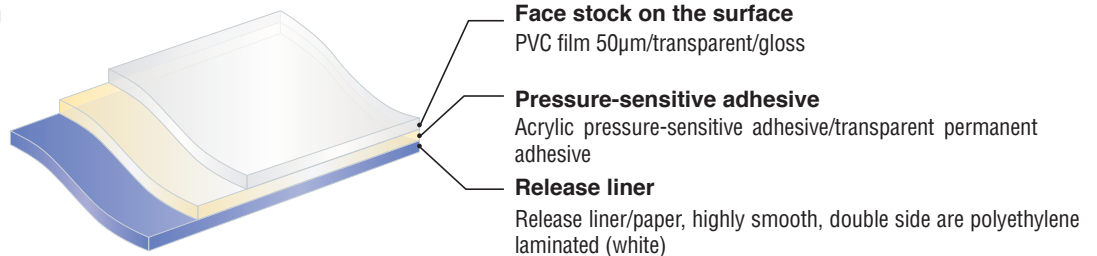 Face stock on the surface
PVC film 50μm/transparent/gloss
Pressure-sensitive adhesive
Acrylic pressure-sensitive adhesive/transparent permanent
adhesive
Release liner
Release liner/paper, highly smooth, double side are polyethylene
laminated (white)